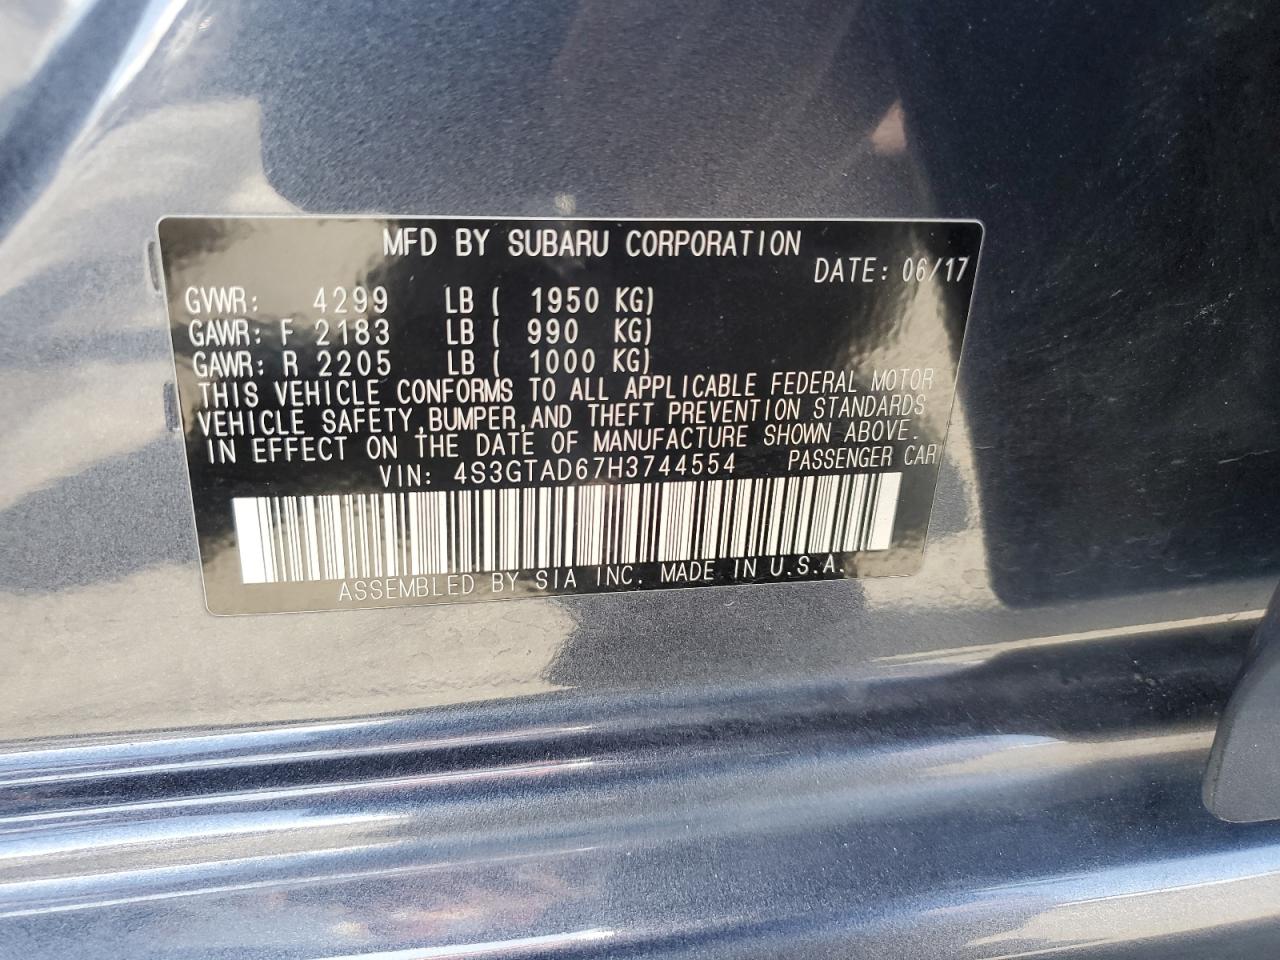 MFD BY SUBARU CORPORATION
DATE: 06/17
GVWR: 4299 LB ( 1950 KG)
GAWR: F 2183 LB ( 990 KG)
GAWR: R 2205 LB ( 1000 KG)
THIS VEHICLE CONFORMS TO ALL APPLICABLE FEDERAL MOTOR
VEHICLE SAFETY,BUMPER,AND THEFT PREVENTION STANDARDS
IN EFFECT ON THE DATE OF MANUFACTURE SHOWN ABOVE.
VIN: 4S3GTAD67H3744554 PASSENGER CAR
ASSEMBLED BY SIA INC. MADE IN U.S.A.